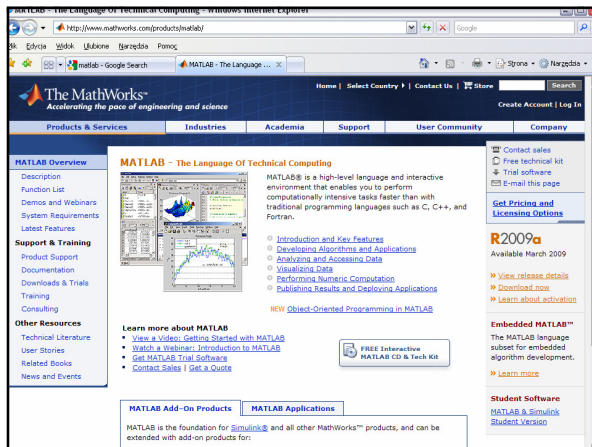 MATLAB - The Language Of Technical Computing - Windows Internet Explorer
http://www.mathworks.com/products/matlab/
Google
Plik Edycja Widok Ulubione Narzędzia Pomoc
matlab - Google Search
MATLAB - The Language ...
Strona
Narzędzia
The MathWorks™
Accelerating the pace of engineering and science
Home | Select Country | Contact Us | Store
Search
Create Account | Log In
Products & Services
Industries
Academia
Support
User Community
Company
MATLAB Overview
Description
Function List
Demos and Webinars
System Requirements
Latest Features
Support & Training
Product Support
Documentation
Downloads & Trials
Training
Consulting
Other Resources
Technical Literature
User Stories
Related Books
News and Events
MATLAB - The Language Of Technical Computing
MATLAB® is a high-level language and interactive
environment that enables you to perform
computationally intensive tasks faster than with
traditional programming languages such as C, C++, and
Fortran.
Introduction and Key Features
Developing Algorithms and Applications
Analyzing and Accessing Data
Visualizing Data
Performing Numeric Computation
Publishing Results and Deploying Applications
NEW Object-Oriented Programming in MATLAB
Learn more about MATLAB
View a Video: Getting Started with MATLAB
Watch a Webinar: Introduction to MATLAB
Get MATLAB Trial Software
Contact Sales | Get a Quote
FREE Interactive
MATLAB CD & Tech Kit
MATLAB Add-On Products
MATLAB Applications
MATLAB is the foundation for Simulink® and all other MathWorks™ products, and can be
extended with add-on products for:
Contact sales
Free technical kit
Trial software
E-mail this page
Get Pricing and
Licensing Options
R2009a
Available March 2009
» View release details
» Download now
» Learn about activation
Embedded MATLAB™
The MATLAB language
subset for embedded
algorithm development.
» Learn more
Student Software
MATLAB & Simulink
Student Version